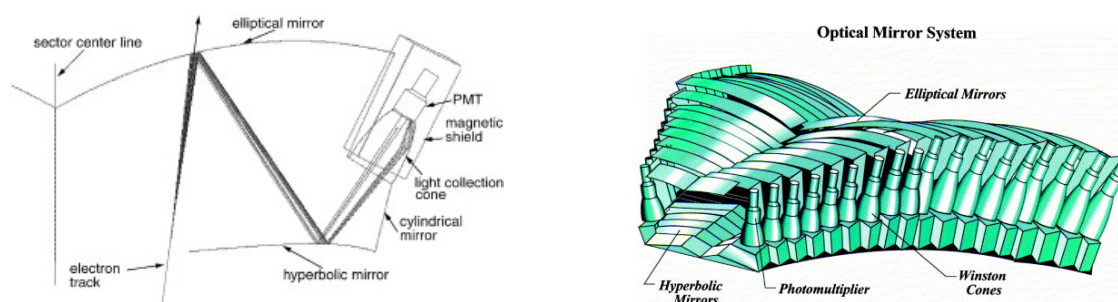 elliptical mirror
sector center line
PMT
magnetic
shield
light collection
cone
cylindrical
mirror
electron
track
hyperbolic mirror
Optical Mirror System
Elliptical Mirrors
Hyperbolic
Mirrors
Photomultiplier
Winston
Cones